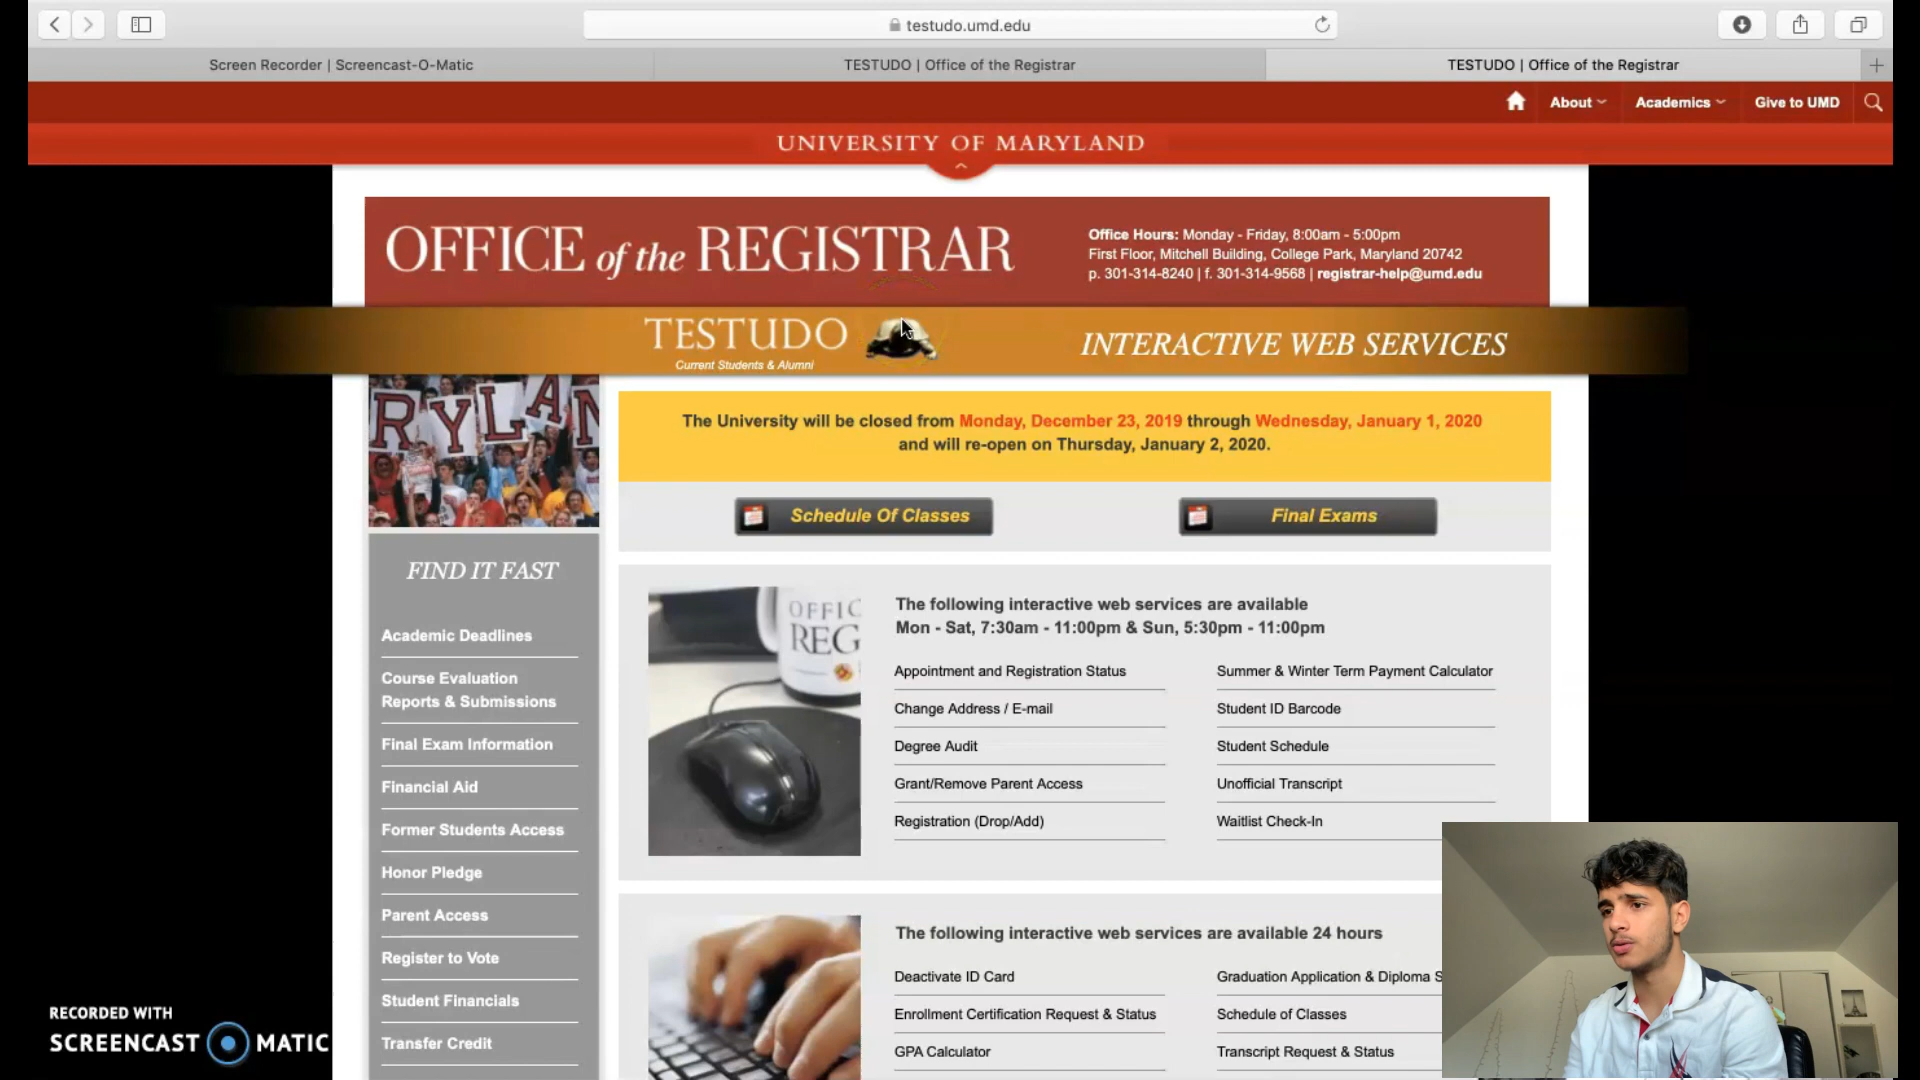 testudo.umd.edu
Screen Recorder | Screencast-O-Matic
TESTUDO | Office of the Registrar
TESTUDO | Office of the Registrar
About
Academics
Give to UMD
UNIVERSITY OF MARYLAND
OFFICE of the REGISTRAR
Office Hours: Monday - Friday, 8:00am - 5:00pm
First Floor, Mitchell Building, College Park, Maryland 20742
p. 301-314-8240 | f. 301-314-9568 | registrar-help@umd.edu
TESTUDO
Current Students & Alumni
INTERACTIVE WEB SERVICES
RYLAN
The University will be closed from Monday, December 23, 2019 through Wednesday, January 1, 2020
and will re-open on Thursday, January 2, 2020.
Schedule Of Classes
Final Exams
FIND IT FAST
Academic Deadlines
Course Evaluation
Reports & Submissions
Final Exam Information
Financial Aid
Former Students Access
Honor Pledge
Parent Access
Register to Vote
Student Financials
Transfer Credit
OFFIC
REG
The following interactive web services are available
Mon - Sat, 7:30am - 11:00pm & Sun, 5:30pm - 11:00pm
Appointment and Registration Status
Change Address / E-mail
Degree Audit
Grant/Remove Parent Access
Registration (Drop/Add)
Summer & Winter Term Payment Calculator
Student ID Barcode
Student Schedule
Unofficial Transcript
Waitlist Check-In
The following interactive web services are available 24 hours
Deactivate ID Card
Enrollment Certification Request & Status
GPA Calculator
Graduation Application & Diploma S
Schedule of Classes
Transcript Request & Status
RECORDED WITH
SCREENCAST MATIC